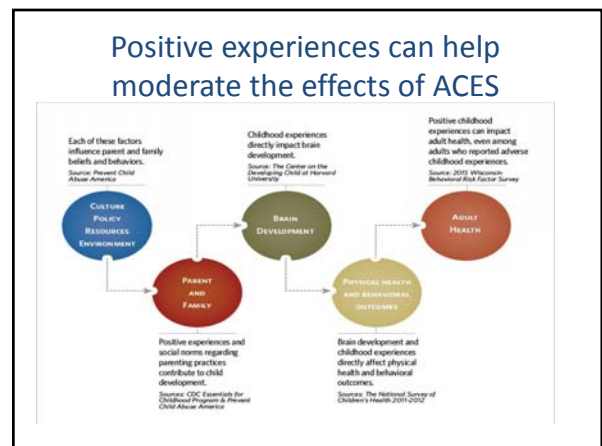 Positive experiences can help
moderate the effects of ACES
Each of these factors
influence parent and family
beliefs and behaviors.
Source: Prevent Child
Abuse America
CULTURE
POLICY
RESOURCES
ENVIRONMENT
PARENT
AND
FAMILY
Positive experiences and
social norms regarding
parenting practices
contribute to child
development.
Sources: CDC Essentials for
Childhood Program & Prevent
Child Abuse America
Childhood experiences
directly impact brain
development.
Source: The Center on the
Developing Child at Harvard
University
BRAIN
DEVELOPMENT
PHYSICAL HEALTH
AND BEHAVIORAL
OUTCOMES
Brain development and
childhood experiences
directly affect physical
health and behavioral
outcomes.
Sources: The National Survey of
Children's Health 2011-2012
Positive childhood
experiences can impact
adult health, even among
adults who reported adverse
childhood experiences.
Source: 2015 Wisconsin
Behavioral Risk Factor Survey
ADULT
HEALTH